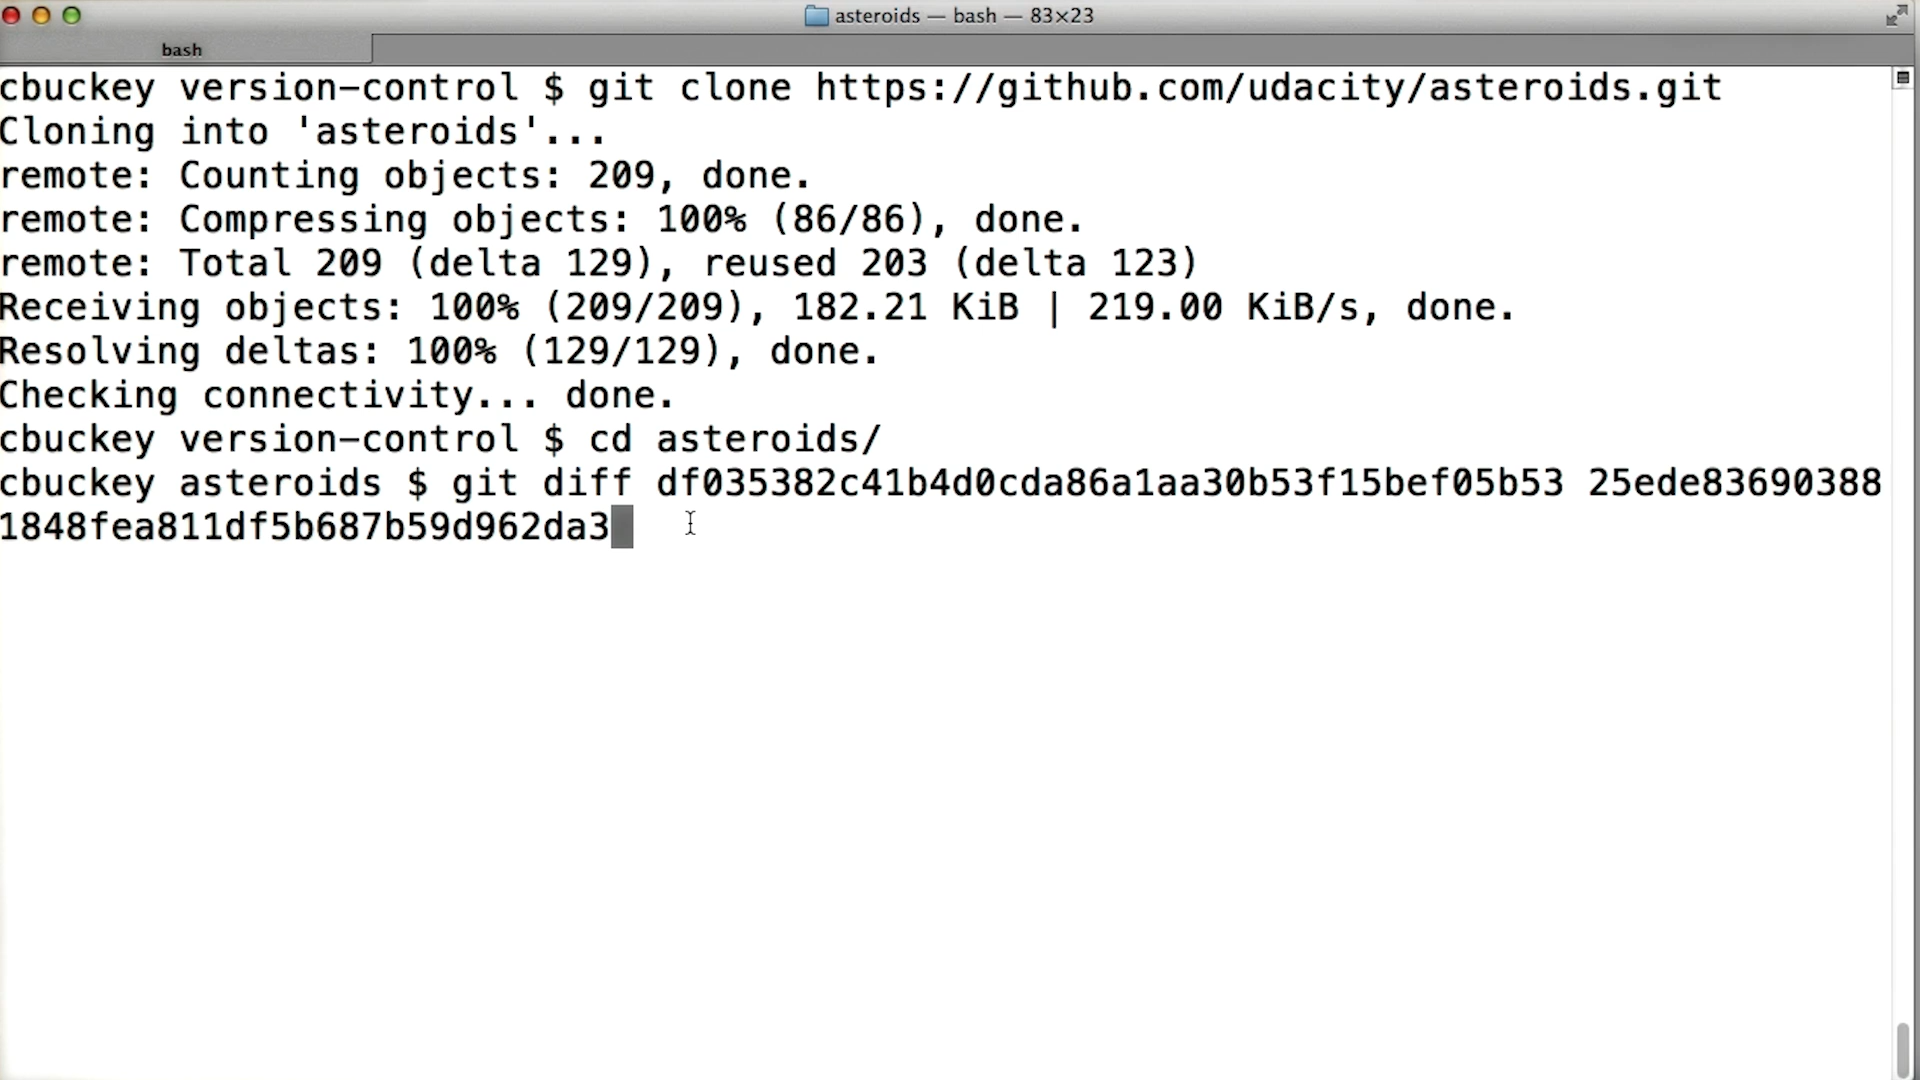 asteroids — bash — 83×23
bash
cbuckey version-control $ git clone https://github.com/udacity/asteroids.git
Cloning into 'asteroids'...
remote: Counting objects: 209, done.
remote: Compressing objects: 100% (86/86), done.
remote: Total 209 (delta 129), reused 203 (delta 123)
Receiving objects: 100% (209/209), 182.21 KiB | 219.00 KiB/s, done.
Resolving deltas: 100% (129/129), done.
Checking connectivity... done.
cbuckey version-control $ cd asteroids/
cbuckey asteroids $ git diff df035382c41b4d0cda86a1aa30b53f15bef05b53 25ede83690388
1848fea811df5b687b59d962da3